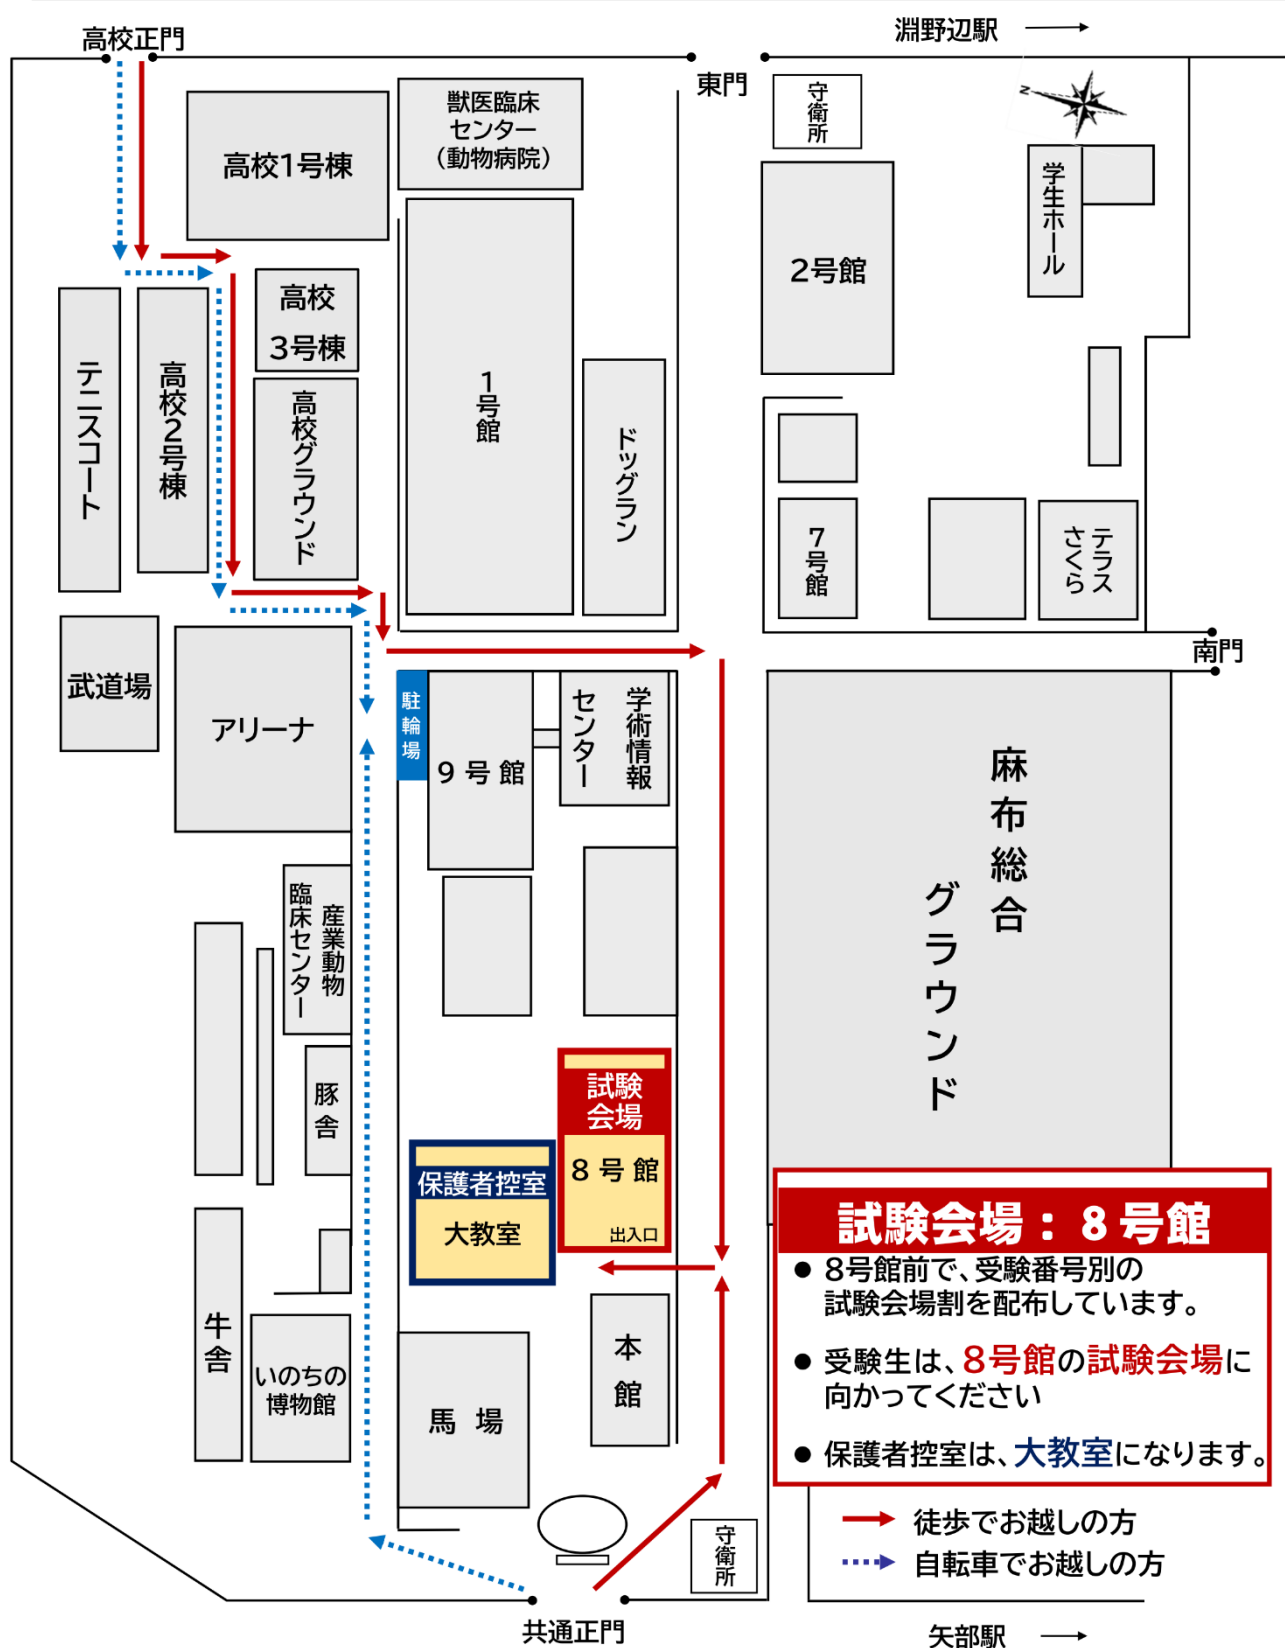 高校正門
淵野辺駅
東門
守衛所
N
獣医臨床
センター
（動物病院）
高校1号棟
2号館
学生ホール
高校
3号棟
テニスコート
高校2号棟
高校グラウンド
1号館
ドッグラン
7号館
テラス
さくら
南門
武道場
アリーナ
駐輪場
9号館
学術情報
センター
麻布総合
グラウンド
産業動物
臨床センター
豚舎
試験
会場
8号館
出入口
保護者控室
大教室
牛舎
いのちの
博物館
馬場
本館
守衛所
共通正門
試験会場：8号館
● 8号館前で、受験番号別の
試験会場割を配布しています。
● 受験生は、8号館の試験会場に
向かってください
● 保護者控室は、大教室になります。
徒歩でお越しの方
自転車でお越しの方
矢部駅